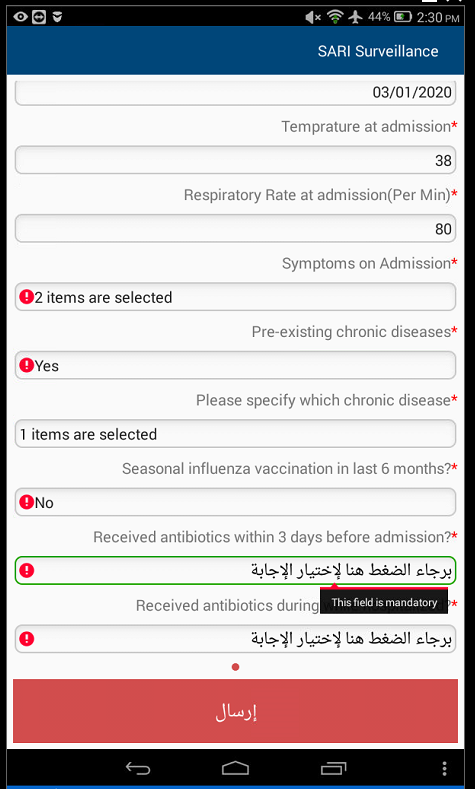 44% 2:30 PM
SARI Surveillance
03/01/2020
Temprature at admission*
38
Respiratory Rate at admission(Per Min)*
80
Symptoms on Admission*
2 items are selected
Pre-existing chronic diseases*
Yes
Please specify which chronic disease*
1 items are selected
Seasonal influenza vaccination in last 6 months?*
No
Received antibiotics within 3 days before admission?*
برجاء الضغط هنا لإختيار الإجابة
This field is mandatory
Received antibiotics during ?*
برجاء الضغط هنا لإختيار الإجابة
إرسال